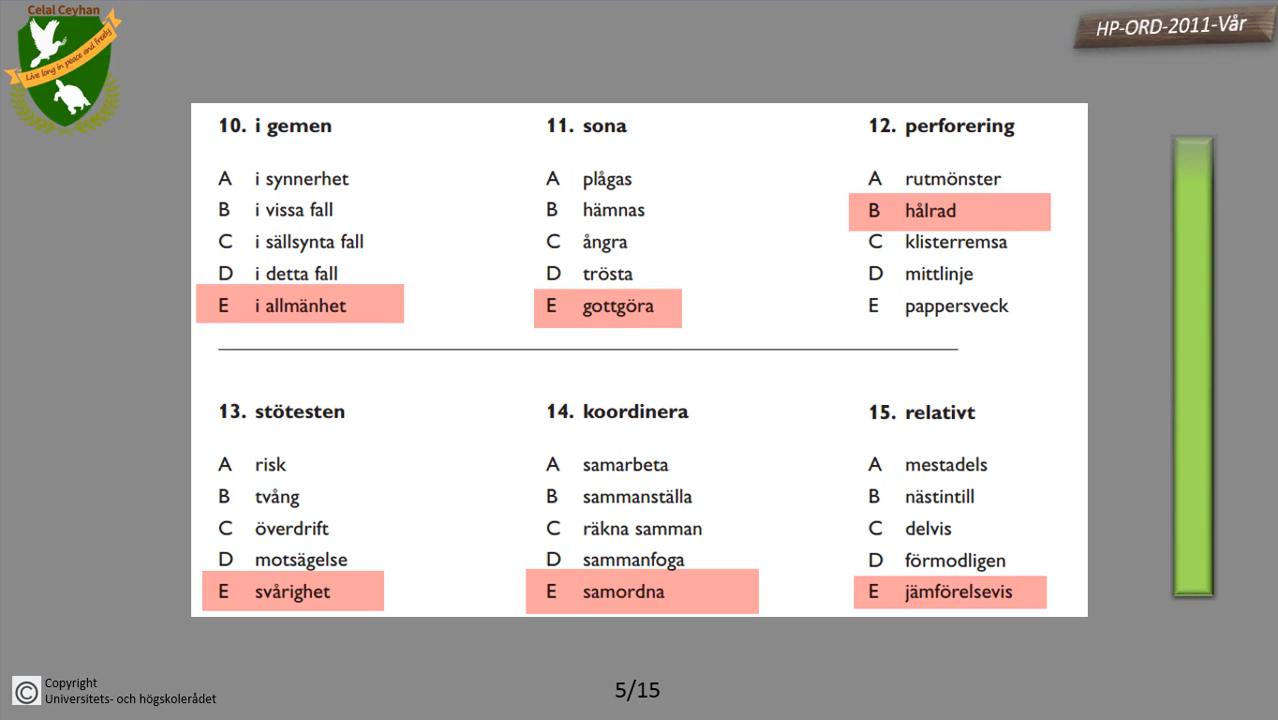 Celal Ceyhan
Live long in peace and freely
HP-ORD-2011-Vår
10. i gemen
A i synnerhet
B i vissa fall
C i sällsynta fall
D i detta fall
E i allmänhet
11. sona
A plågas
B hämnas
C ångra
D trösta
E gottgöra
12. perforering
A rutmönster
B hålrad
C klisterremsa
D mittlinje
E pappersveck
13. stötesten
A risk
B tvång
C överdrift
D motsägelse
E svårighet
14. koordinera
A samarbeta
B sammanställa
C räkna samman
D sammanfoga
E samordna
15. relativt
A mestadels
B nästintill
C delvis
D förmodligen
E jämförelsevis
© Copyright
Universitets- och högskolerådet
5/15